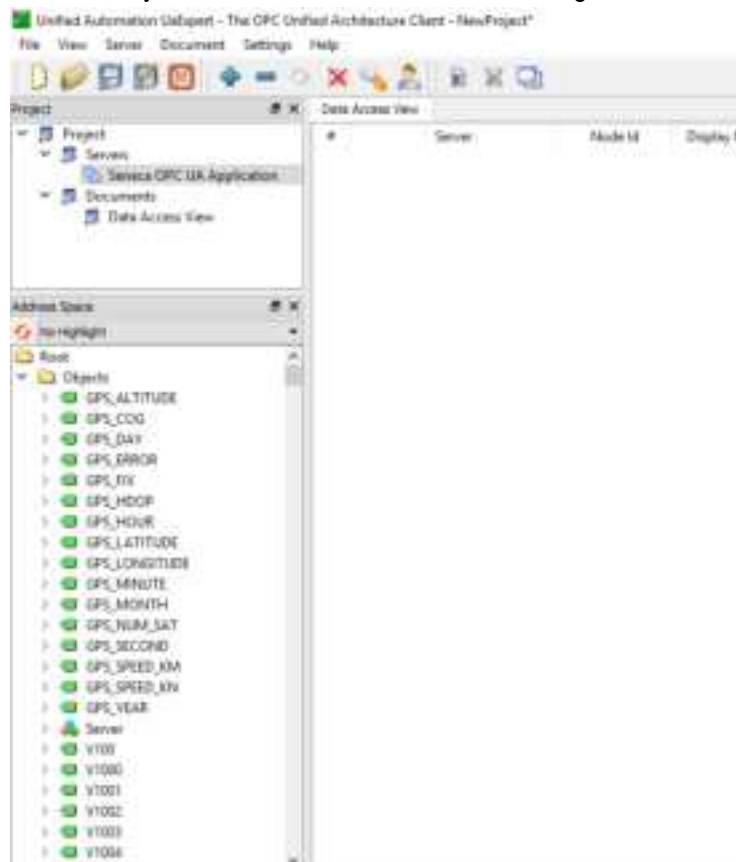 Unified Automation UaExpert - The OPC Unified Architecture Client - NewProject*
File View Server Document Settings Help
Project
Data Access View
Project
Servers
Seneca OPC UA Application
Documents
Data Access View
# Server Node Id Display
Address Space
No Highlight
Root
Objects
GPS_ALTITUDE
GPS_COG
GPS_DAY
GPS_ERROR
GPS_FIX
GPS_HDOP
GPS_HOUR
GPS_LATITUDE
GPS_LONGITUDE
GPS_MINUTE
GPS_MONTH
GPS_NUM_SAT
GPS_SECOND
GPS_SPEED_KM
GPS_SPEED_KN
GPS_YEAR
Server
V100
V1000
V1001
V1002
V1003
V1004